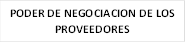 PODER DE NEGOCIACION DE LOS
PROVEEDORES